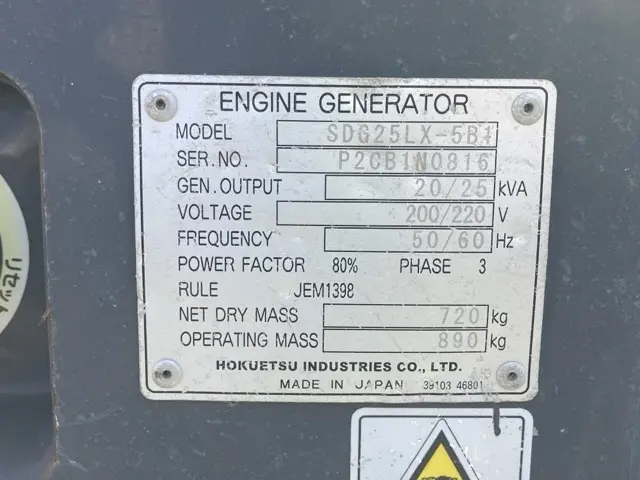 ENGINE GENERATOR
MODEL SDG25LX-5B1
SER.NO. P2CB1N0816
GEN.OUTPUT 20/25 kVA
VOLTAGE 200/220 V
FREQUENCY 50/60 Hz
POWER FACTOR 80% PHASE 3
RULE JEM1398
NET DRY MASS 720 kg
OPERATING MASS 890 kg
HOKUETSU INDUSTRIES CO., LTD.
MADE IN JAPAN 39103 46801